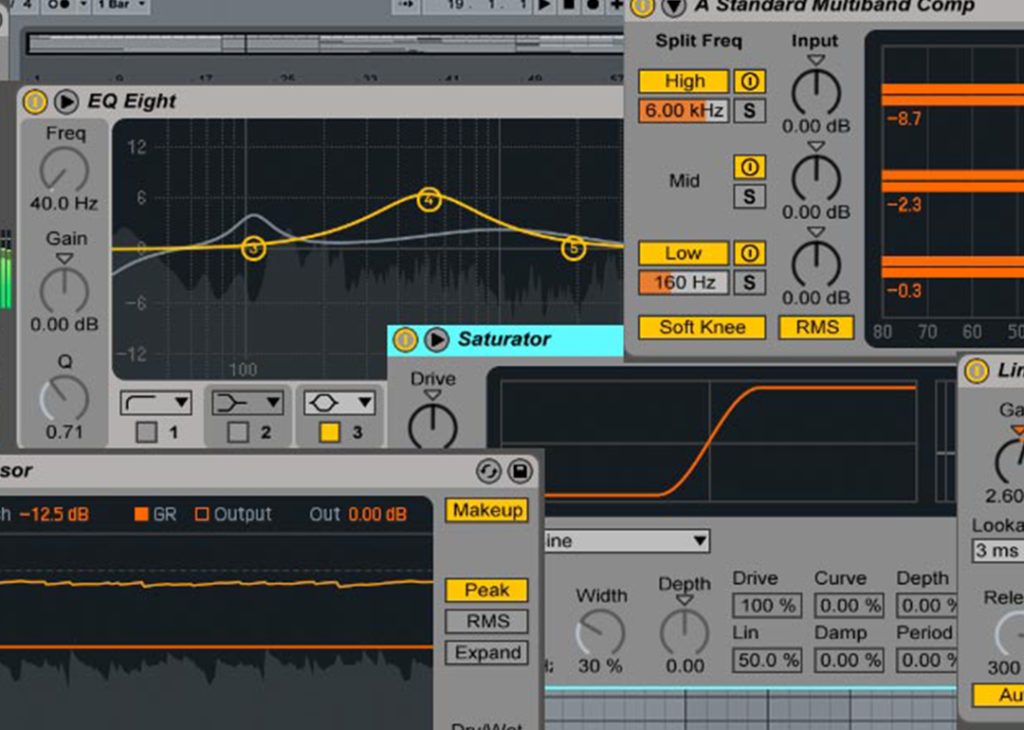 4
1 Bar
19. 1. 1
1 9 17 25 33 41 49 57
EQ Eight
Freq
40.0 Hz
Gain
0.00 dB
Q
0.71
12
6
0
-6
-12
100
3
4
5
1
2
3
A Standard Multiband Comp
Split Freq
Input
High
6.00 kHz
S
0.00 dB
Mid
S
0.00 dB
Low
160 Hz
S
0.00 dB
Soft Knee
RMS
-8.7
-2.3
-0.3
80 70 60 50
Saturator
Drive
ine
Width
30 %
Depth
0.00
Drive
Curve
Depth
100 %
0.00 %
0.00 %
Lin
Damp
Period
50.0 %
0.00 %
0.00 %
sor
h -12.5 dB
GR
Output
Out 0.00 dB
Makeup
Peak
RMS
Expand
Dry/Wet
Lim
Ga
2.60
Looka
3 ms
Rele
300
Au